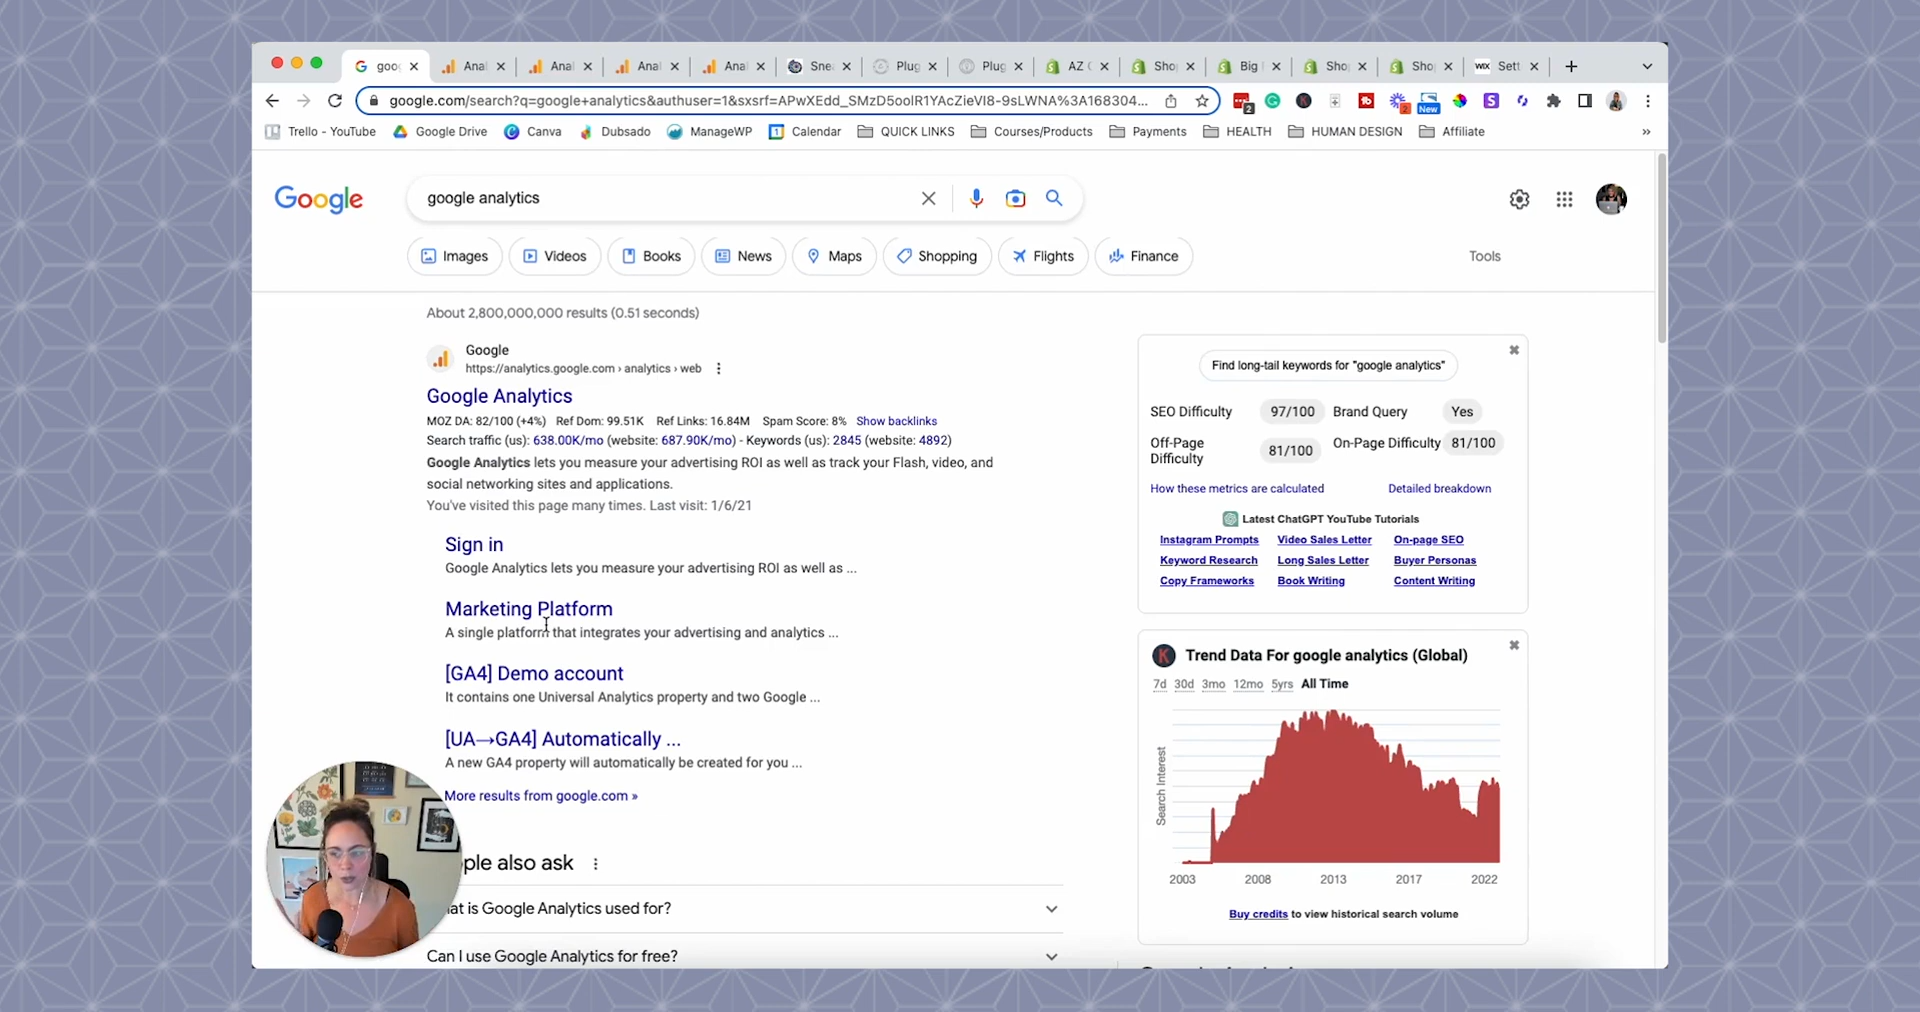 goo
Anal
Anal
Anal
Anal
Snea
Plug
Plug
AZ
Shop
Big
Shop
Shop
WIX
Sett
google.com/search?q=google+analytics&authuser=1&sxsrf=APwXEdd_SMzD5oolR1YAcZieVI8-9sLWNA%3A168304...
2
2
New
Trello - YouTube
Google Drive
Canva
Dubsado
ManageWP
Calendar
QUICK LINKS
Courses/Products
Payments
HEALTH
HUMAN DESIGN
Affiliate
»
Google
google analytics
Images
Videos
Books
News
Maps
Shopping
Flights
Finance
Tools
About 2,800,000,000 results (0.51 seconds)
Google
https://analytics.google.com › analytics › web
Google Analytics
MOZ DA: 82/100 (+4%) Ref Dom: 99.51K Ref Links: 16.84M Spam Score: 8% Show backlinks
Search traffic (us): 638.00K/mo (website: 687.90K/mo) - Keywords (us): 2845 (website: 4892)
Google Analytics lets you measure your advertising ROI as well as track your Flash, video, and
social networking sites and applications.
You've visited this page many times. Last visit: 1/6/21
Sign in
Google Analytics lets you measure your advertising ROI as well as ...
Marketing Platform
A single platform that integrates your advertising and analytics ...
[GA4] Demo account
It contains one Universal Analytics property and two Google ...
[UA→GA4] Automatically ...
A new GA4 property will automatically be created for you ...
More results from google.com »
ple also ask
at is Google Analytics used for?
Can I use Google Analytics for free?
Find long-tail keywords for "google analytics"
SEO Difficulty 97/100 Brand Query Yes
Off-Page Difficulty 81/100 On-Page Difficulty 81/100
How these metrics are calculated Detailed breakdown
Latest ChatGPT YouTube Tutorials
Instagram Prompts Video Sales Letter On-page SEO
Keyword Research Long Sales Letter Buyer Personas
Copy Frameworks Book Writing Content Writing
K
Trend Data For google analytics (Global)
7d 30d 3mo 12mo 5yrs All Time
Search Interest
2003 2008 2013 2017 2022
Buy credits to view historical search volume